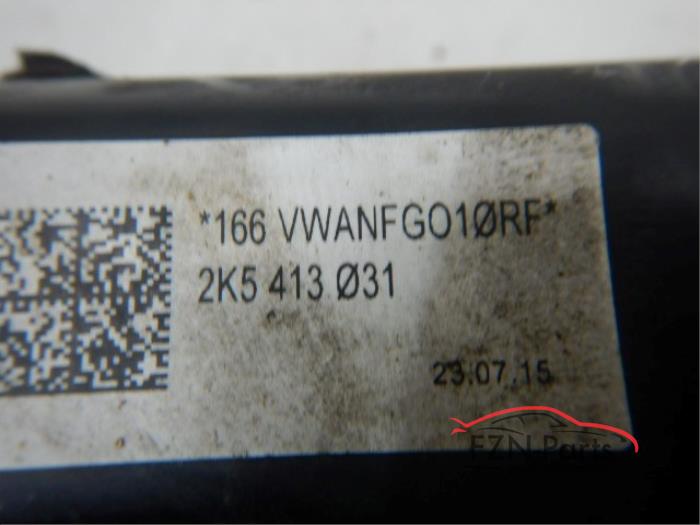 *166 VWANFGO1ØRF*
2K5 413 Ø31
23.07.15
FZN Parts